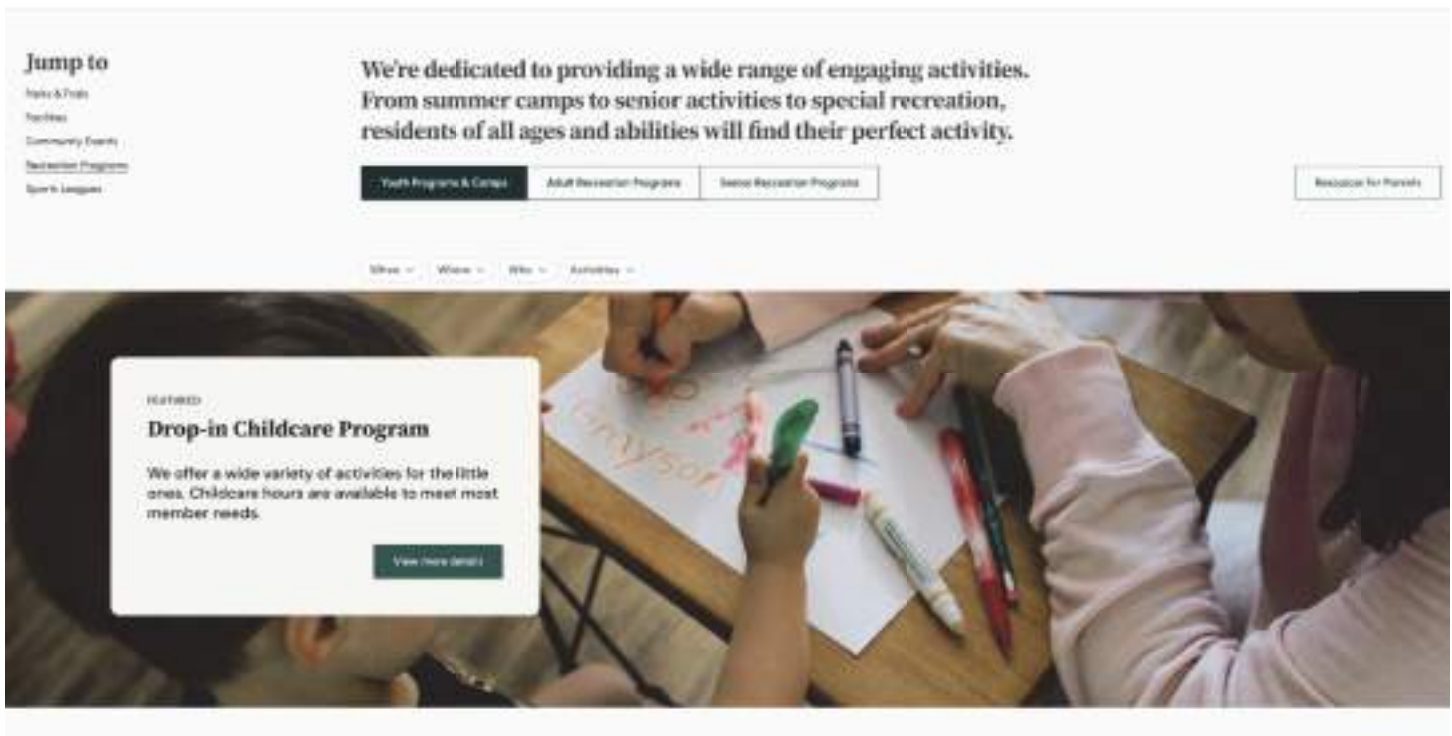 Jump to
Parks & Trails
Facilities
Community Events
Recreation Programs
Sports Leagues
We're dedicated to providing a wide range of engaging activities.
From summer camps to senior activities to special recreation,
residents of all ages and abilities will find their perfect activity.
Youth Programs & Camps
Adult Recreation Programs
Senior Recreation Programs
Resources for Parents
When
Where
Who
Activities
FEATURED
Drop-in Childcare Program
We offer a wide variety of activities for the little
ones. Childcare hours are available to meet most
member needs.
View more details
Grayson